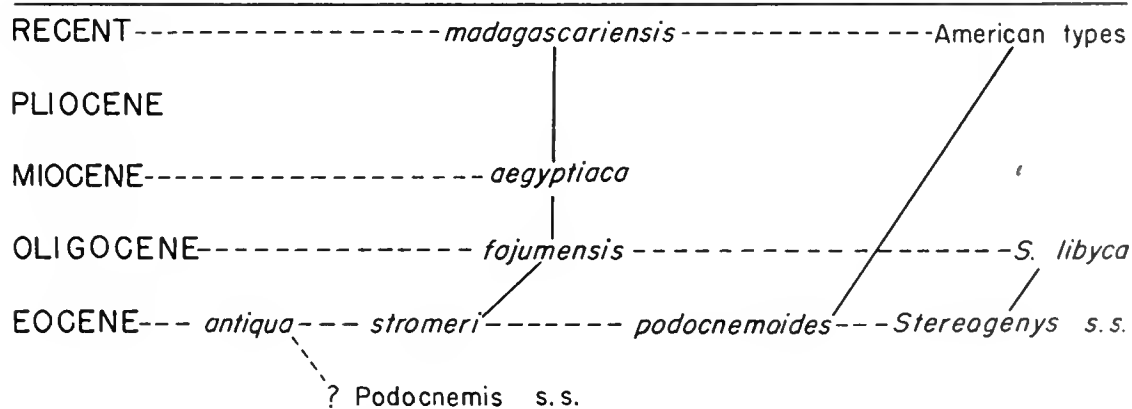 RECENT madagascariensis American types
PLIOCENE
MIOCENE aegyptiaca
OLIGOCENE fajumensis S. libyca
EOCENE antiqua stromeri podocnemoides Stereogenys s.s.
? Podocnemis s.s.